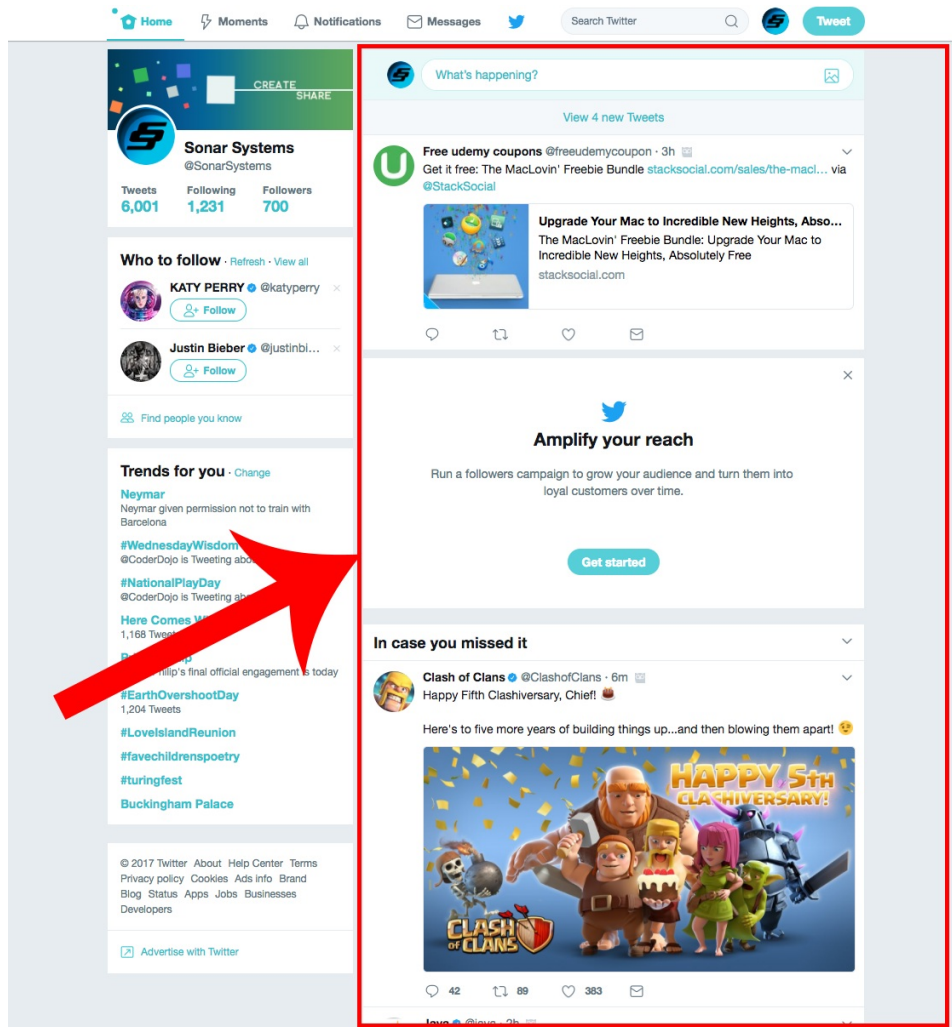 Home Moments Notifications Messages Search Twitter Tweet
CREATE
SHARE
Sonar Systems
@SonarSystems
Tweets Following Followers
6,001 1,231 700
Who to follow · Refresh · View all
KATY PERRY @katyperry ×
Follow
Justin Bieber @justinbi... ×
Follow
Find people you know
Trends for you · Change
Neymar
Neymar given permission not to train with
Barcelona
#WednesdayWisdom
@CoderDojo is Tweeting
#NationalPlayDay
@CoderDojo is Tweeting
Here Comes
1,168
final official engagement is today
#EarthOvershootDay
1,204 Tweets
#LoveIslandReunion
#favechildrenspoetry
#turingfest
Buckingham Palace
© 2017 Twitter About Help Center Terms
Privacy policy Cookies Ads info Brand
Blog Status Apps Jobs Businesses
Developers
Advertise with Twitter
What's happening?
View 4 new Tweets
Free udemy coupons @freeudemycoupon · 3h
Get it free: The MacLovin' Freebie Bundle stacksocial.com/sales/the-macl... via
@StackSocial
Upgrade Your Mac to Incredible New Heights, Abso...
The MacLovin' Freebie Bundle: Upgrade Your Mac to
Incredible New Heights, Absolutely Free
stacksocial.com
Amplify your reach
Run a followers campaign to grow your audience and turn them into
loyal customers over time.
Get started
In case you missed it
Clash of Clans @ClashofClans · 6m
Happy Fifth Clashiversary, Chief!
Here's to five more years of building things up...and then blowing them apart!
HAPPY 5TH
CLASHIVERSARY!
CLASH
OF CLANS
42 89 383
Java @java · 2h